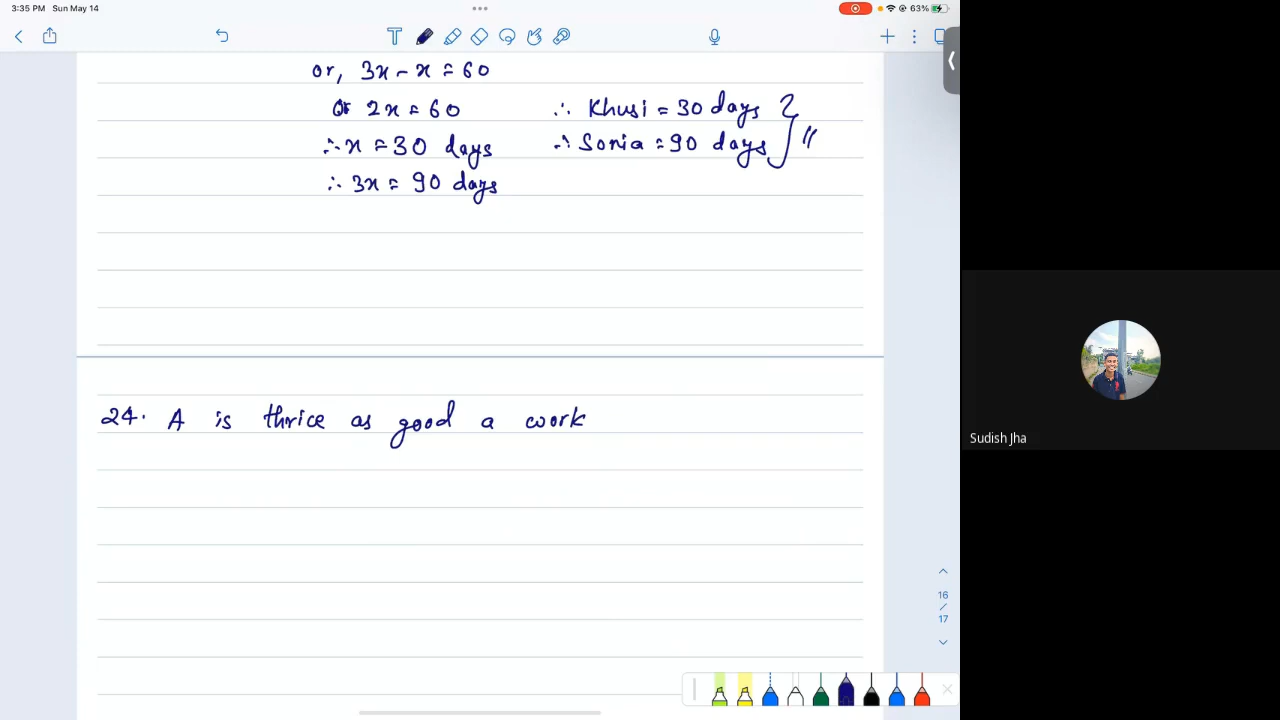 3:35 PM Sun May 14
63%
or, 3x - x = 60
or 2x = 60
∴ x = 30 days
∴ 3x = 90 days
∴ Khusi = 30 days
∴ Sonia = 90 days
24. A is thrice as good a work
Sudish Jha
16
/
17